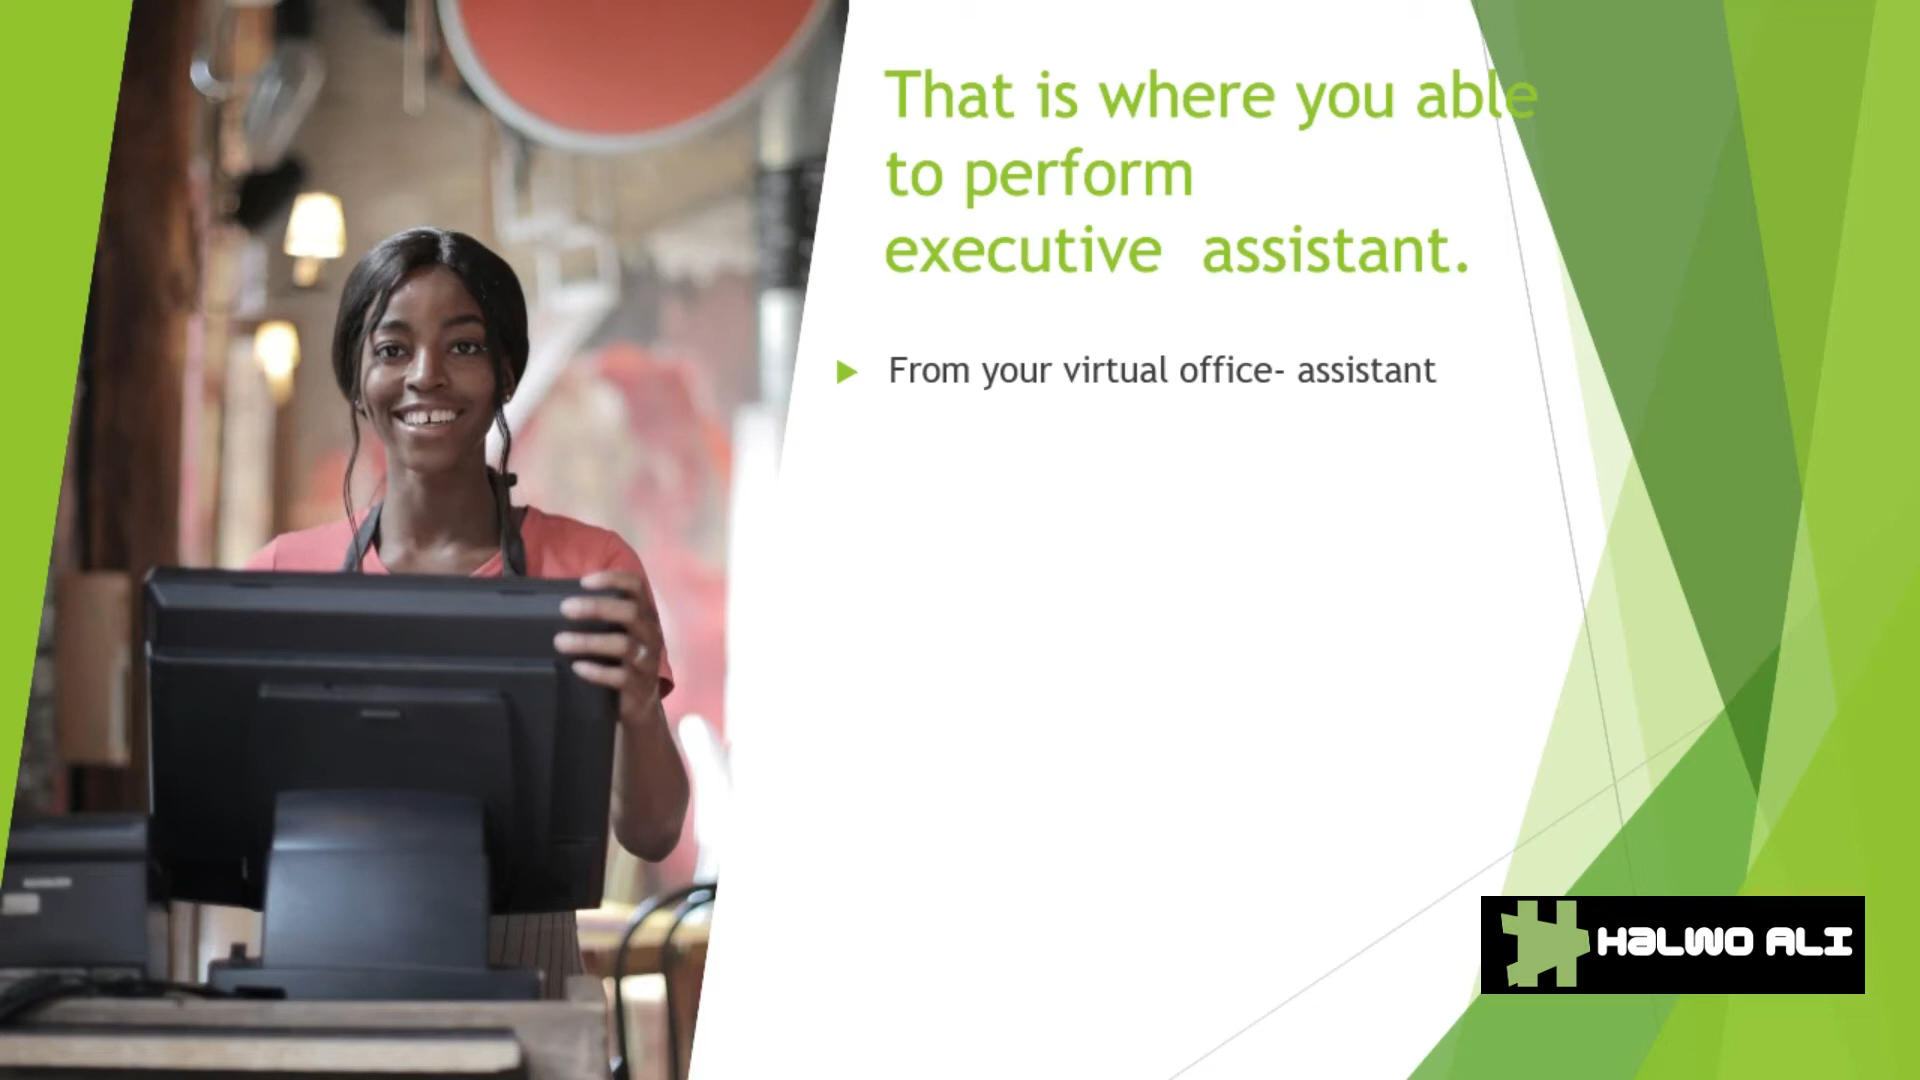 That is where you able
to perform
executive  assistant.
From your virtual office- assistant
HALWO ALI